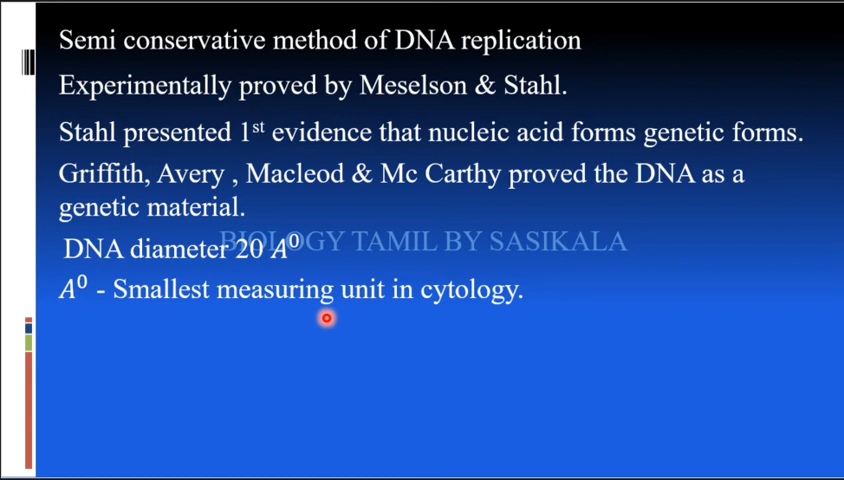 Semi conservative method of DNA replication
Experimentally proved by Meselson & Stahl.
Stahl presented 1st evidence that nucleic acid forms genetic forms.
Griffith, Avery , Macleod & Mc Carthy proved the DNA as a
genetic material.
BIOLOGY TAMIL BY SASIKALA
DNA diameter 20 A⁰
A⁰ - Smallest measuring unit in cytology.